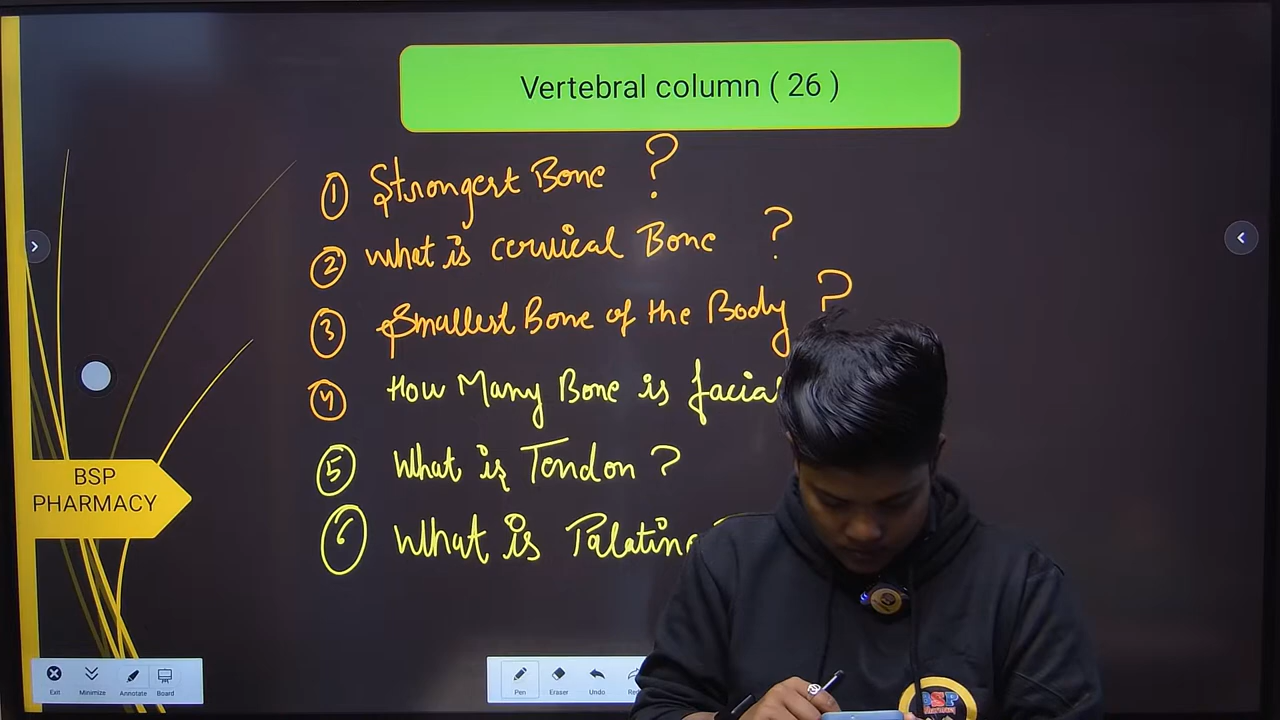 Vertebral column ( 26 )
① Strongest Bone ?
② What is cervical Bone ?
③ Smallest Bone of the Body ?
④ How Many Bone is facial
⑤ What is Tendon ?
⑥ What is Palatine
BSP
PHARMACY
Exit Minimize Annotate Board
Pen Eraser Undo
BSP